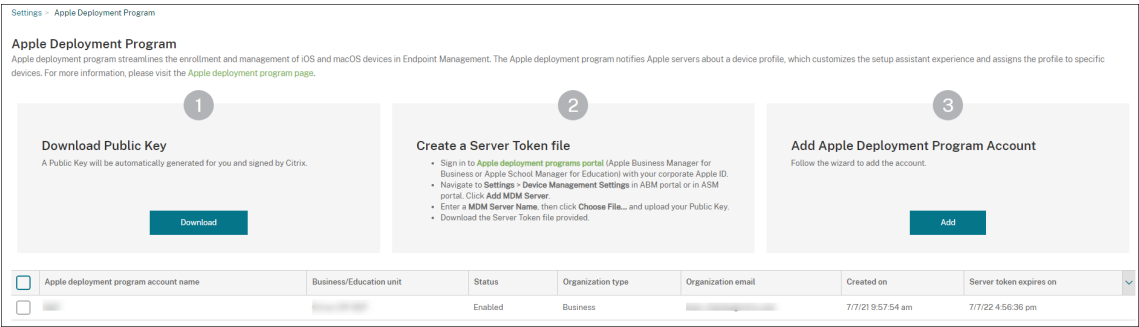 Settings > Apple Deployment Program
Apple Deployment Program
Apple deployment program streamlines the enrollment and management of iOS and macOS devices in Endpoint Management. The Apple deployment program notifies Apple servers about a device profile, which customizes the setup assistant experience and assigns the profile to specific
devices. For more information, please visit the Apple deployment program page.
1
Download Public Key
A Public Key will be automatically generated for you and signed by Citrix.
Download
2
Create a Server Token file
• Sign in to Apple deployment programs portal (Apple Business Manager for
Business or Apple School Manager for Education) with your corporate Apple ID.
• Navigate to Settings > Device Management Settings in ABM portal or in ASM
portal. Click Add MDM Server.
• Enter a MDM Server Name, then click Choose File... and upload your Public Key.
• Download the Server Token file provided.
3
Add Apple Deployment Program Account
Follow the wizard to add the account.
Add
Apple deployment program account name Business/Education unit Status Organization type Organization email Created on Server token expires on
Enabled Business 7/7/21 9:57:54 am 7/7/22 4:56:36 pm